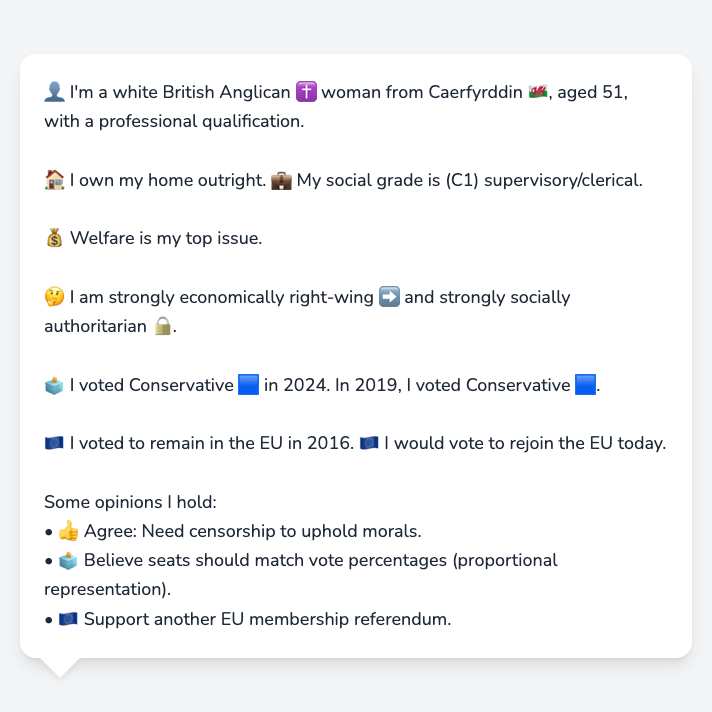 👤 I'm a white British Anglican ✝️ woman from Caerfyrddin 🏴󠁧󠁢󠁷󠁬󠁳󠁿, aged 51,
with a professional qualification.
🏠 I own my home outright. 💼 My social grade is (C1) supervisory/clerical.
💰 Welfare is my top issue.
🤔 I am strongly economically right-wing ➡️ and strongly socially
authoritarian 🔒.
🗳️ I voted Conservative 🟦 in 2024. In 2019, I voted Conservative 🟦.
🇪🇺 I voted to remain in the EU in 2016. 🇪🇺 I would vote to rejoin the EU today.
Some opinions I hold:
• 👍 Agree: Need censorship to uphold morals.
• 🗳️ Believe seats should match vote percentages (proportional
representation).
• 🇪🇺 Support another EU membership referendum.